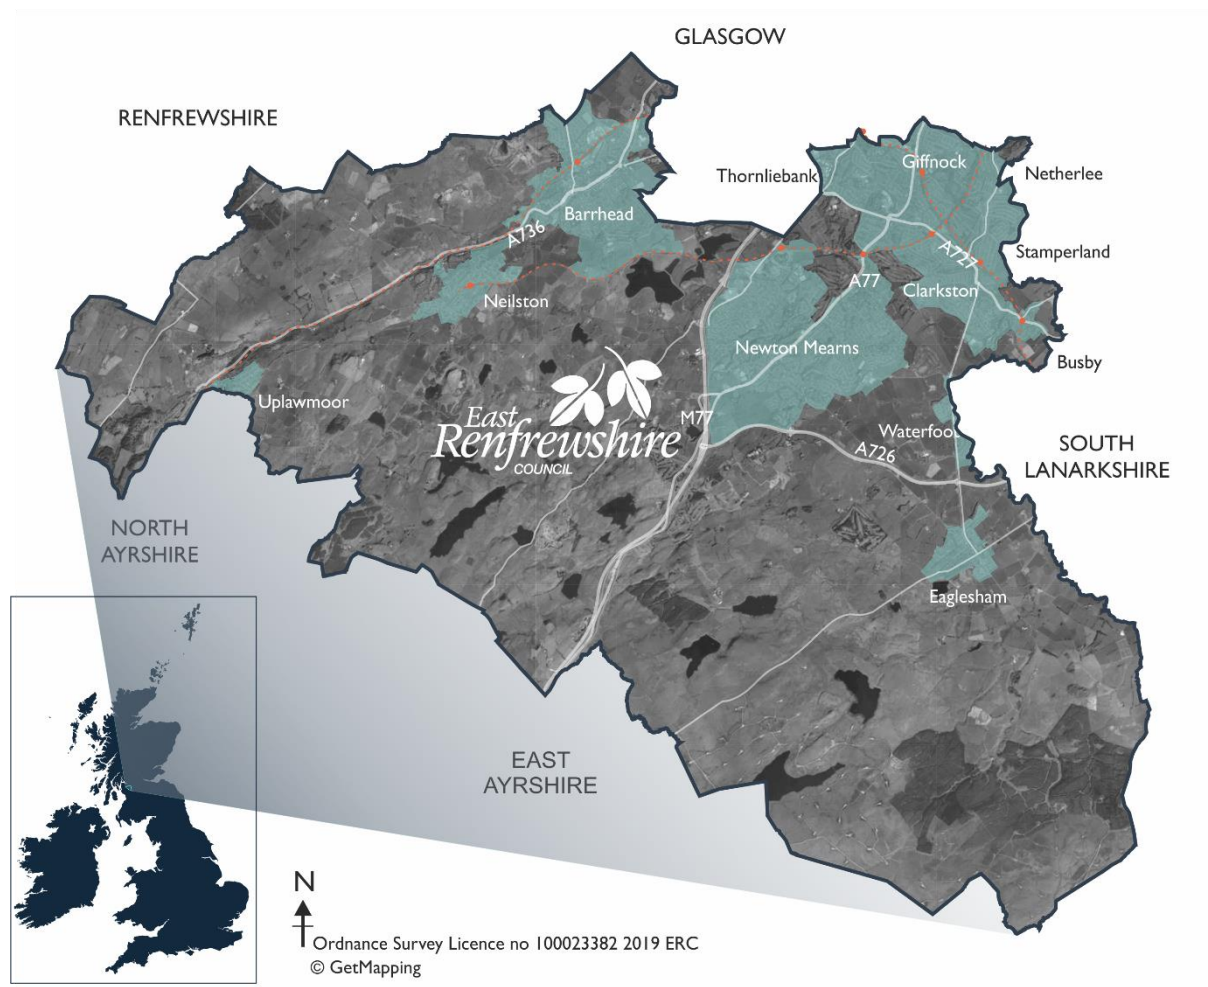 GLASGOW
RENFREWSHIRE
Giffnock
Thornliebank
Netherlee
Barrhead
A736
A727
Stamperland
A77
Clarkston
Neilston
Newton Mearns
Busby
Uplawmoor
East
Renfrewshire
COUNCIL
M77
Waterfoot
A726
SOUTH
LANARKSHIRE
NORTH
AYRSHIRE
Eaglesham
EAST
AYRSHIRE
N
Ordnance Survey Licence no 100023382 2019 ERC
© GetMapping